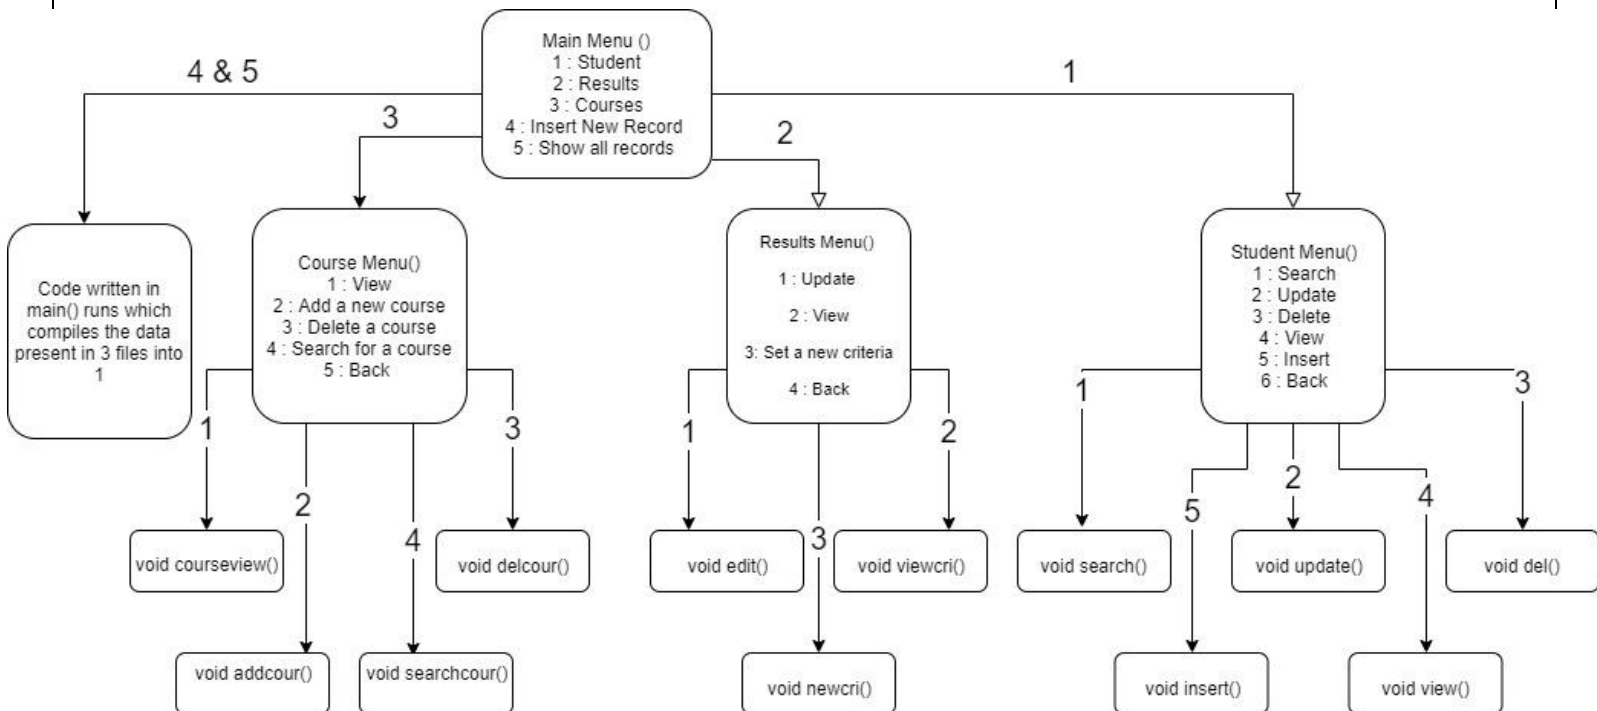 Main Menu ()
1 : Student
2 : Results
3 : Courses
4 : Insert New Record
5 : Show all records
4 & 5
3
2
1
Code written in
main() runs which
compiles the data
present in 3 files into
1
Course Menu()
1 : View
2 : Add a new course
3 : Delete a course
4 : Search for a course
5 : Back
Results Menu()
1 : Update
2 : View
3: Set a new criteria
4 : Back
Student Menu()
1 : Search
2 : Update
3 : Delete
4 : View
5 : Insert
6 : Back
1
2
4
3
1
3
2
1
5
2
4
3
void courseview()
void delcour()
void edit()
void viewcri()
void search()
void update()
void del()
void addcour()
void searchcour()
void newcri()
void insert()
void view()